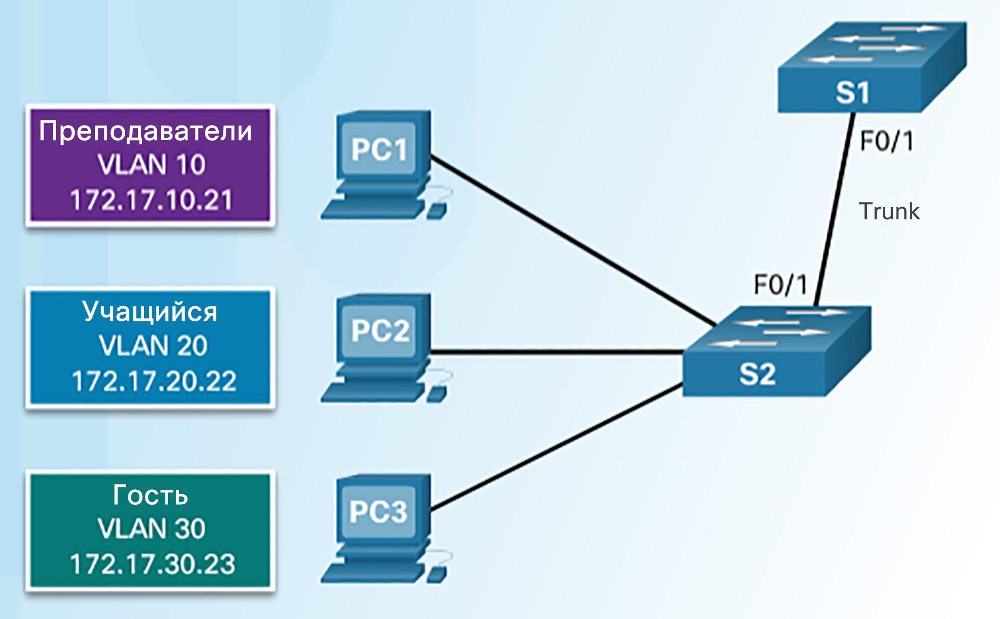 S1
F0/1
Trunk
F0/1
S2
Преподаватели
VLAN 10
172.17.10.21
PC1
Учащийся
VLAN 20
172.17.20.22
PC2
Гость
VLAN 30
172.17.30.23
PC3